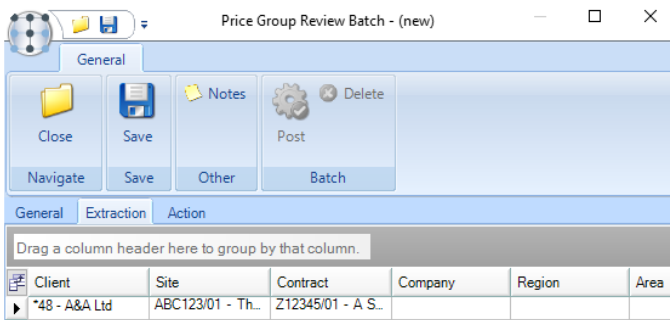 Price Group Review Batch - (new)
General
Notes
Delete
Close
Save
Post
Navigate
Save
Other
Batch
General
Extraction
Action
Drag a column header here to group by that column.
Client
Site
Contract
Company
Region
Area
*48 - A&A Ltd
ABC123/01 - Th...
Z12345/01 - A S...